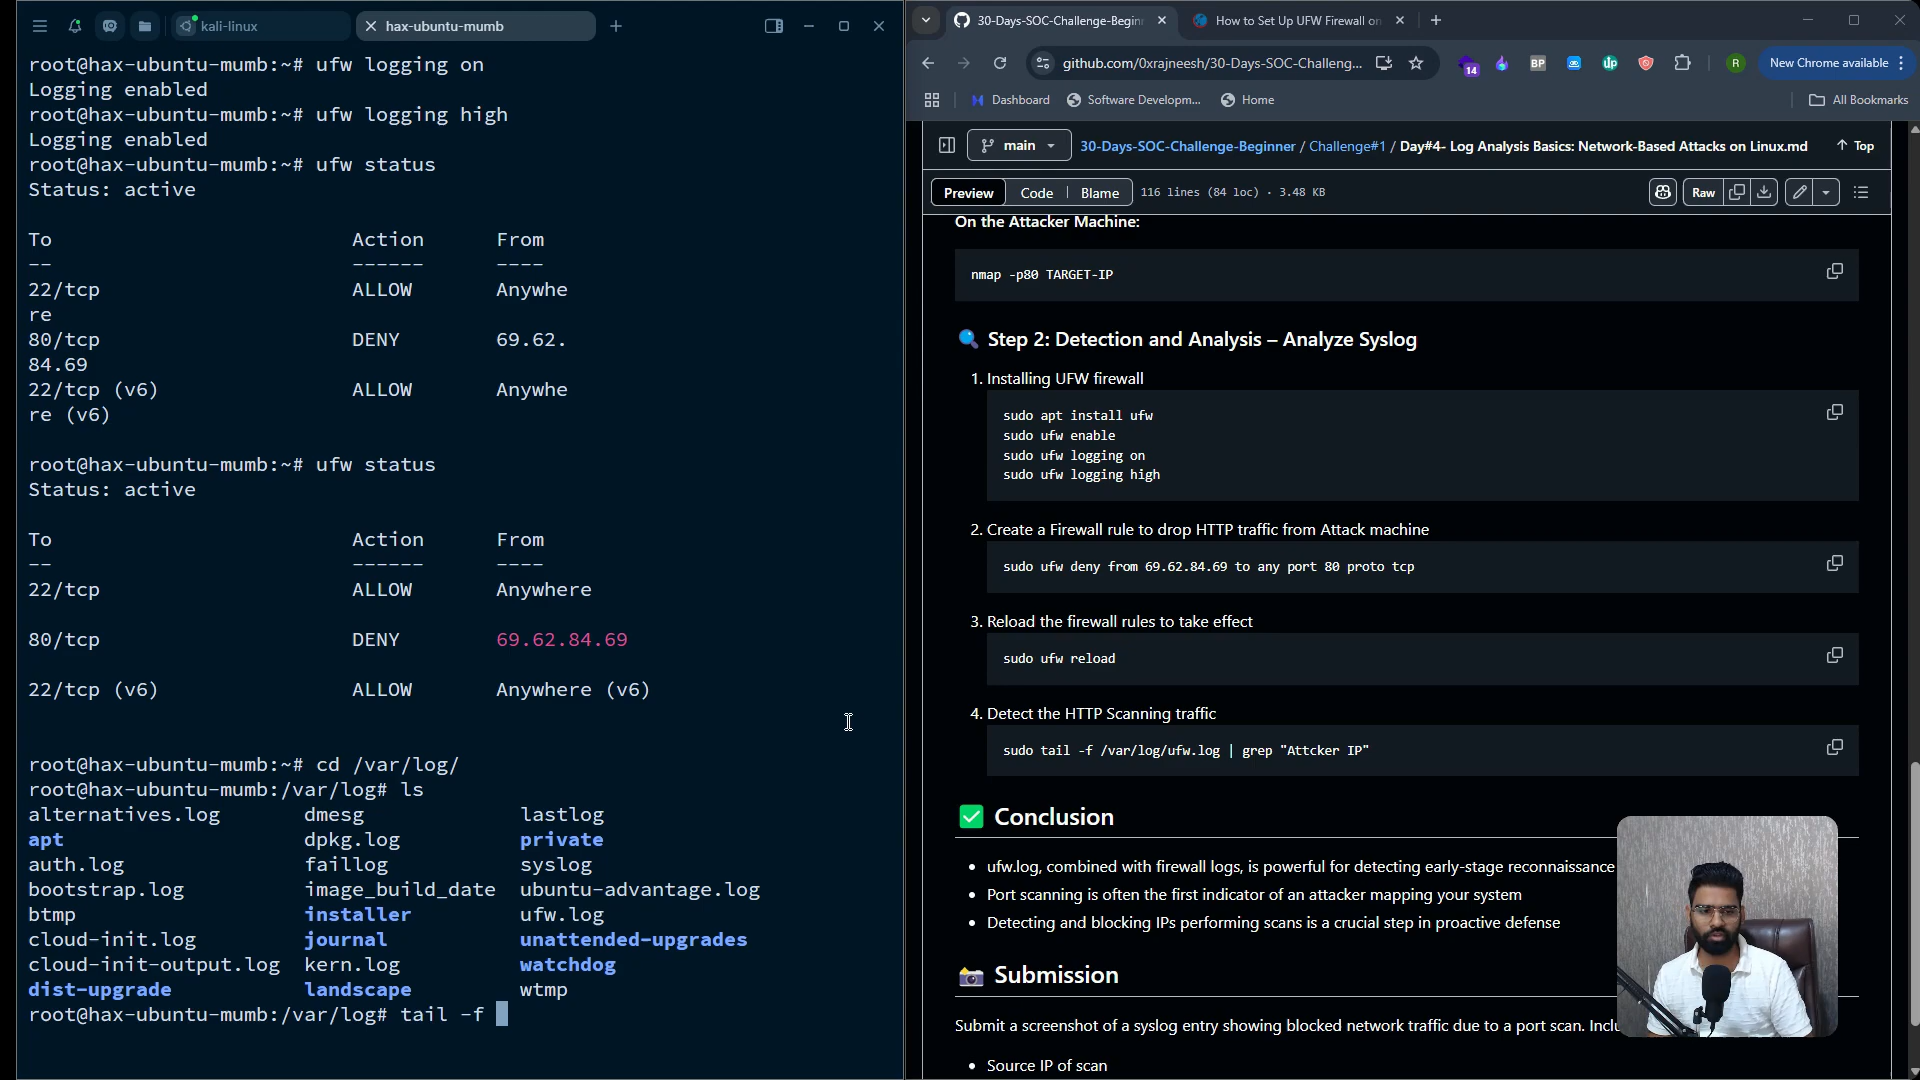 kali-linux
hax-ubuntu-mumb
root@hax-ubuntu-mumb:~# ufw logging on
Logging enabled
root@hax-ubuntu-mumb:~# ufw logging high
Logging enabled
root@hax-ubuntu-mumb:~# ufw status
Status: active
To Action From
-- ------ ----
22/tcp ALLOW Anywhe
re
80/tcp DENY 69.62.
84.69
22/tcp (v6) ALLOW Anywhe
re (v6)
root@hax-ubuntu-mumb:~# ufw status
Status: active
To Action From
-- ------ ----
22/tcp ALLOW Anywhere
80/tcp DENY 69.62.84.69
22/tcp (v6) ALLOW Anywhere (v6)
root@hax-ubuntu-mumb:~# cd /var/log/
root@hax-ubuntu-mumb:/var/log# ls
alternatives.log dmesg lastlog
apt dpkg.log private
auth.log faillog syslog
bootstrap.log image_build_date ubuntu-advantage.log
btmp installer ufw.log
cloud-init.log journal unattended-upgrades
cloud-init-output.log kern.log watchdog
dist-upgrade landscape wtmp
root@hax-ubuntu-mumb:/var/log# tail -f
30-Days-SOC-Challenge-Beginn
How to Set Up UFW Firewall on
github.com/0xrajneesh/30-Days-SOC-Challeng...
14
BP
up
R
New Chrome available
Dashboard
Software Developm...
Home
All Bookmarks
main
30-Days-SOC-Challenge-Beginner / Challenge#1 / Day#4- Log Analysis Basics: Network-Based Attacks on Linux.md
Top
Preview
Code
Blame
116 lines (84 loc) · 3.48 KB
Raw
On the Attacker Machine:
nmap -p80 TARGET-IP
Step 2: Detection and Analysis – Analyze Syslog
1. Installing UFW firewall
sudo apt install ufw
sudo ufw enable
sudo ufw logging on
sudo ufw logging high
2. Create a Firewall rule to drop HTTP traffic from Attack machine
sudo ufw deny from 69.62.84.69 to any port 80 proto tcp
3. Reload the firewall rules to take effect
sudo ufw reload
4. Detect the HTTP Scanning traffic
sudo tail -f /var/log/ufw.log | grep "Attcker IP"
Conclusion
• ufw.log, combined with firewall logs, is powerful for detecting early-stage reconnaissance
• Port scanning is often the first indicator of an attacker mapping your system
• Detecting and blocking IPs performing scans is a crucial step in proactive defense
Submission
Submit a screenshot of a syslog entry showing blocked network traffic due to a port scan. Inclu
• Source IP of scan